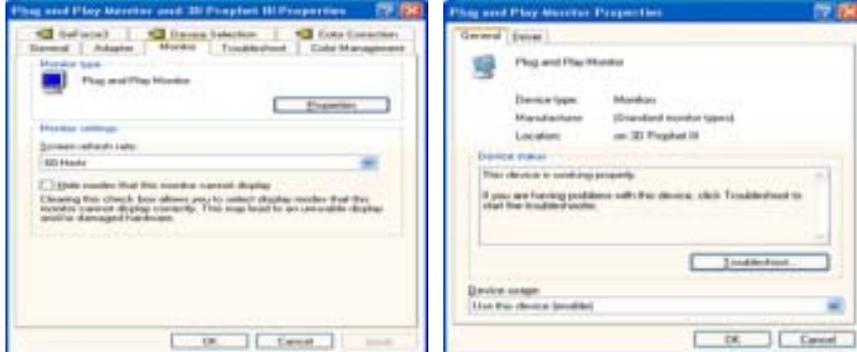 Plug and Play Monitor and 3D Prophet III Properties
GeForce3 Device Selection Color Correction
General Adapter Monitor Troubleshoot Color Management
Monitor type
Plug and Play Monitor
Properties
Monitor settings
Screen refresh rate:
60 Hertz
Hide modes that this monitor cannot display
Clearing this check box allows you to select display modes that this
monitor cannot display correctly. This may lead to an unusable display
and/or damaged hardware.
OK Cancel Apply
Plug and Play Monitor Properties
General Driver
Plug and Play Monitor
Device type: Monitors
Manufacturer: (Standard monitor types)
Location: on 3D Prophet III
Device status
This device is working properly.
If you are having problems with this device, click Troubleshoot to
start the troubleshooter.
Troubleshoot...
Device usage:
Use this device (enable)
OK Cancel